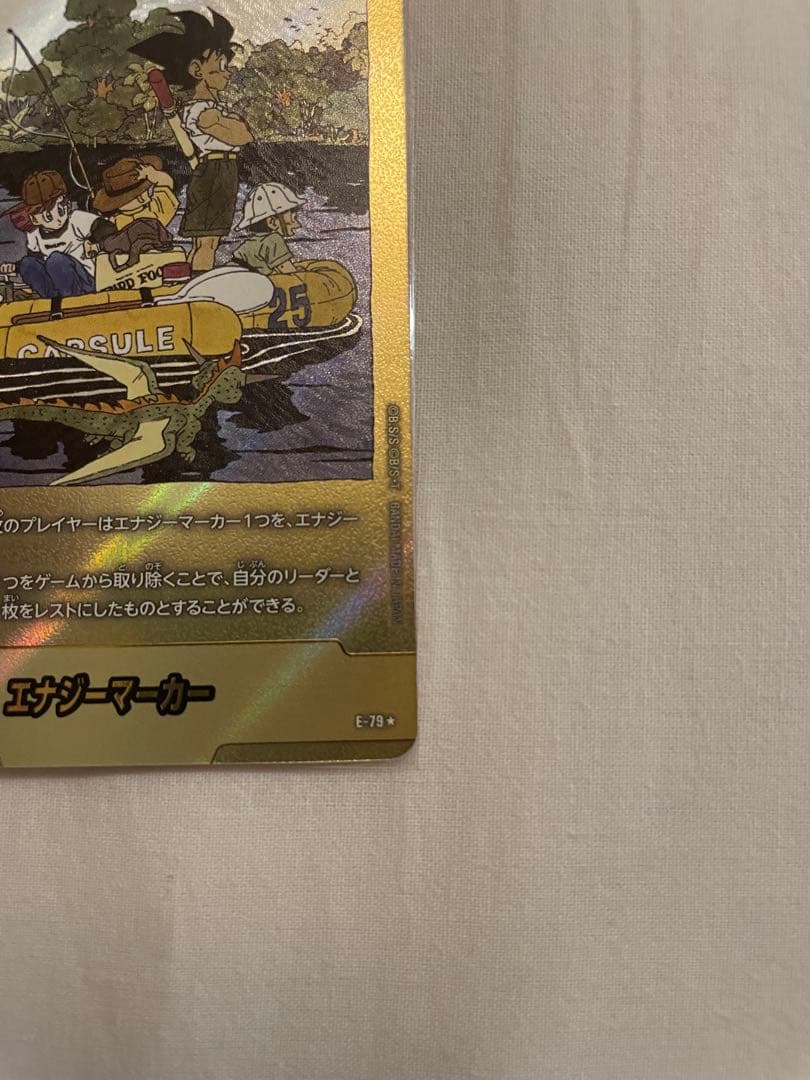 25
CAPSULE
©B・S/S ©B/S・T
のプレイヤーはエナジーマーカー1つを、エナジー
つをゲームから取り除くことで、自分のリーダーと
枚をレストにしたものとすることができる。
エナジーマーカー
E-79★